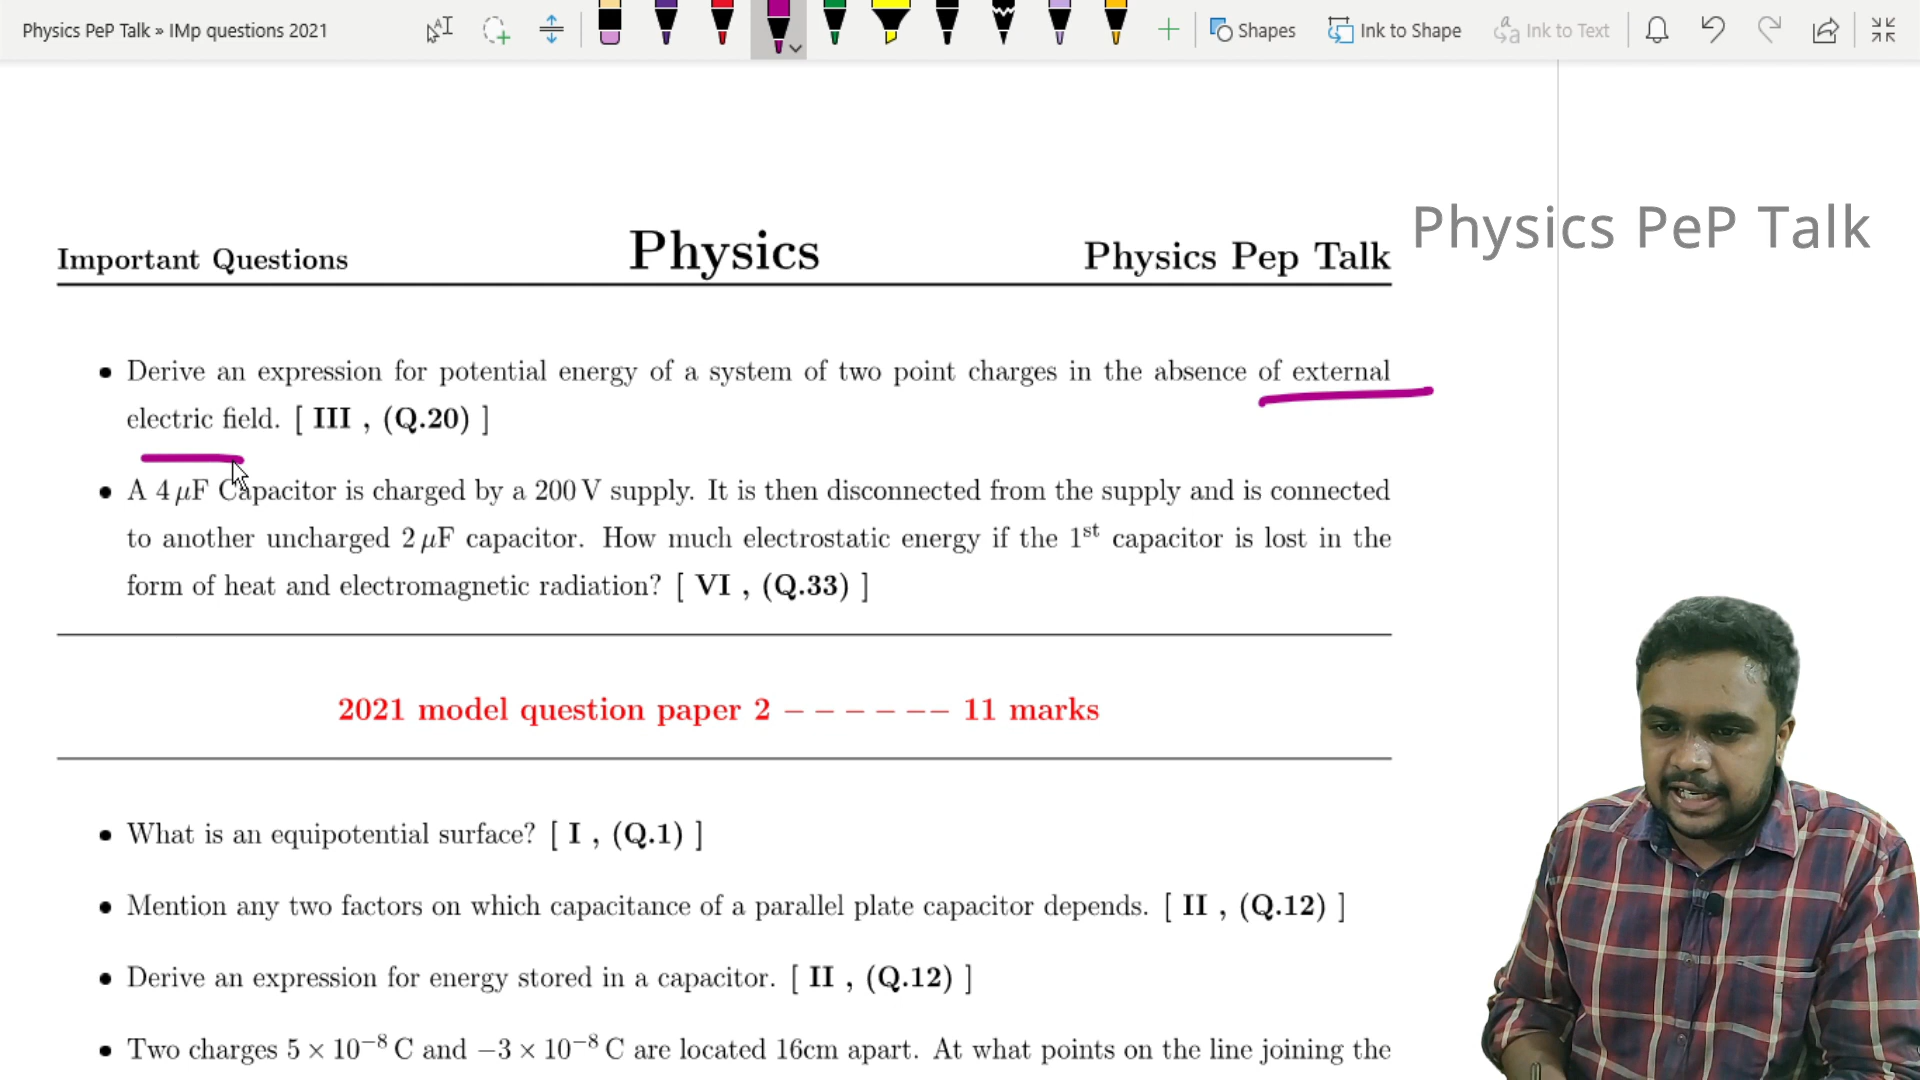 Physics PeP Talk » IMp questions 2021
Shapes
Ink to Shape
Ink to Text
Physics PeP Talk
Important Questions
Physics
Physics Pep Talk
• Derive an expression for potential energy of a system of two point charges in the absence of external
electric field. [ III , (Q.20) ]
• A 4 μF Capacitor is charged by a 200 V supply. It is then disconnected from the supply and is connected
to another uncharged 2 μF capacitor. How much electrostatic energy if the 1ˢᵗ capacitor is lost in the
form of heat and electromagnetic radiation? [ VI , (Q.33) ]
2021 model question paper 2 − − − − − − 11 marks
• What is an equipotential surface? [ I , (Q.1) ]
• Mention any two factors on which capacitance of a parallel plate capacitor depends. [ II , (Q.12) ]
• Derive an expression for energy stored in a capacitor. [ II , (Q.12) ]
• Two charges 5 × 10⁻⁸ C and −3 × 10⁻⁸ C are located 16cm apart. At what points on the line joining the